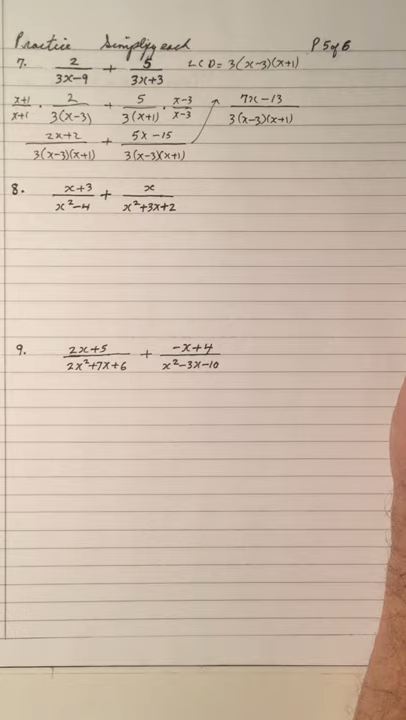 Practice Simplify each P 5 of 6
7. 2/(3x-9) + 5/(3x+3) LCD = 3(x-3)(x+1)
(x+1)/(x+1) · 2/(3(x-3)) + 5/(3(x+1)) · (x-3)/(x-3) (7x-13)/(3(x-3)(x+1))
(2x+2)/(3(x-3)(x+1)) + (5x-15)/(3(x-3)(x+1))
8. (x+3)/(x²-4) + x/(x²+3x+2)
9. (2x+5)/(2x²+7x+6) + (-x+4)/(x²-3x-10)